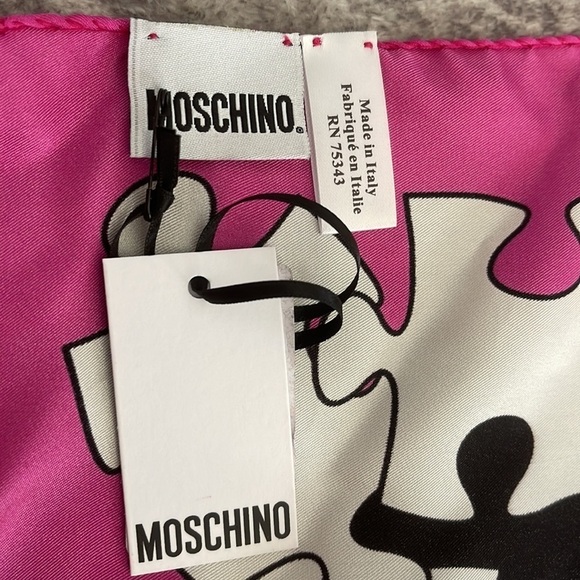 MOSCHINO®
Made in Italy
Fabriqué en Italie
RN 75343
MOSCHINO